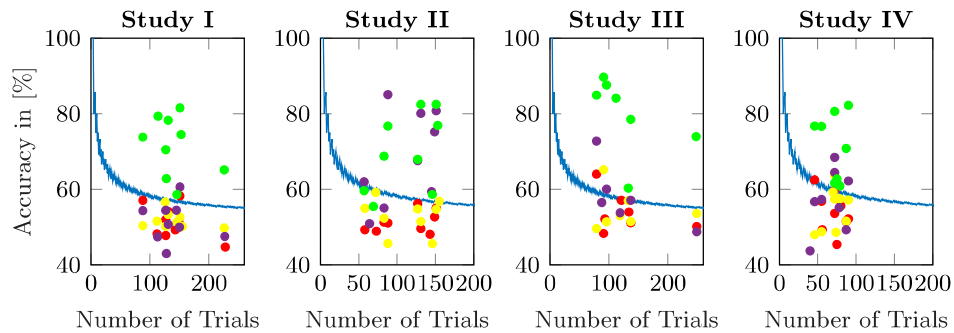 Study I Study II Study III Study IV
100 100 100 100
80 80 80 80
60 60 60 60
40 40 40 40
0 100 200 0 50 100 150 200 0 100 200 0 50 100 150 200
Number of Trials Number of Trials Number of Trials Number of Trials
Accuracy in [%]